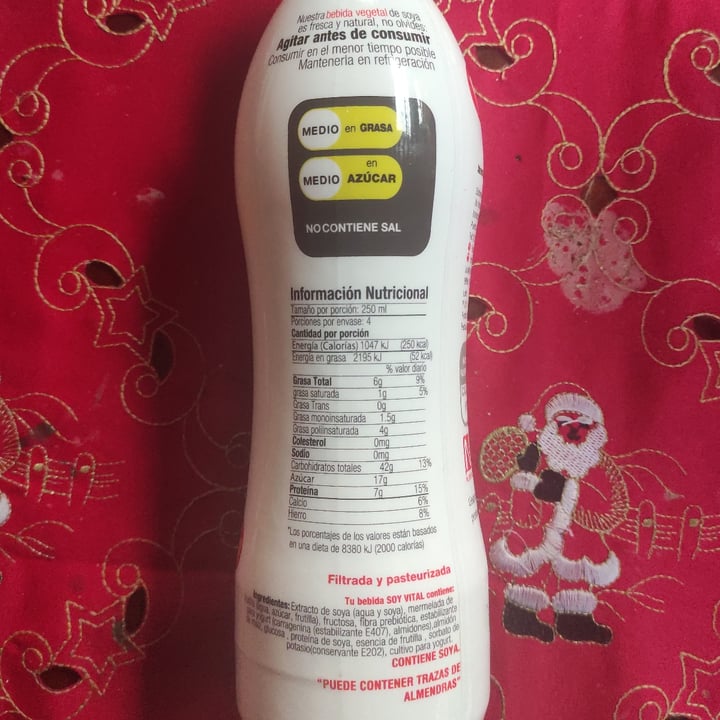 Nuestra bebida vegetal de soya
es fresca y natural, no olvides:
Agitar antes de consumir
Consumir en el menor tiempo posible
Mantenerla en refrigeración
MEDIO en GRASA
MEDIO en AZÚCAR
NO CONTIENE SAL
Información Nutricional
Tamaño por porción: 250 ml
Porciones por envase: 4
Cantidad por porción
Energía (Calorías) 1047 kJ (250 kcal)
Energía en grasa 2195 kJ (52 kcal)
% valor diario
Grasa Total 6g 9%
grasa saturada 1g 5%
Grasa Trans 0g
Grasa monoinsaturada 1.5g
Grasa poliinsaturada 4g
Colesterol 0mg
Sodio 0mg
Carbohidratos totales 42g 13%
Azúcar 17g
Proteína 7g 15%
Calcio 6%
Hierro 8%
*Los porcentajes de los valores están basados
en una dieta de 8380 kJ (2000 calorías)
Filtrada y pasteurizada
Tu bebida SOY VITAL contiene:
Ingredientes: Extracto de soya (agua y soya), mermelada de
agua, azúcar, frutilla), fructosa, fibra prebiótica, estabilizante
para yogurt (carragenina (estabilizante E407), almidones), almidón
glucosa, proteína de soya, esencia de frutilla, sorbato de
potasio(conservante E202), cultivo para yogurt.
CONTIENE SOYA.
"PUEDE CONTENER TRAZAS DE
ALMENDRAS"